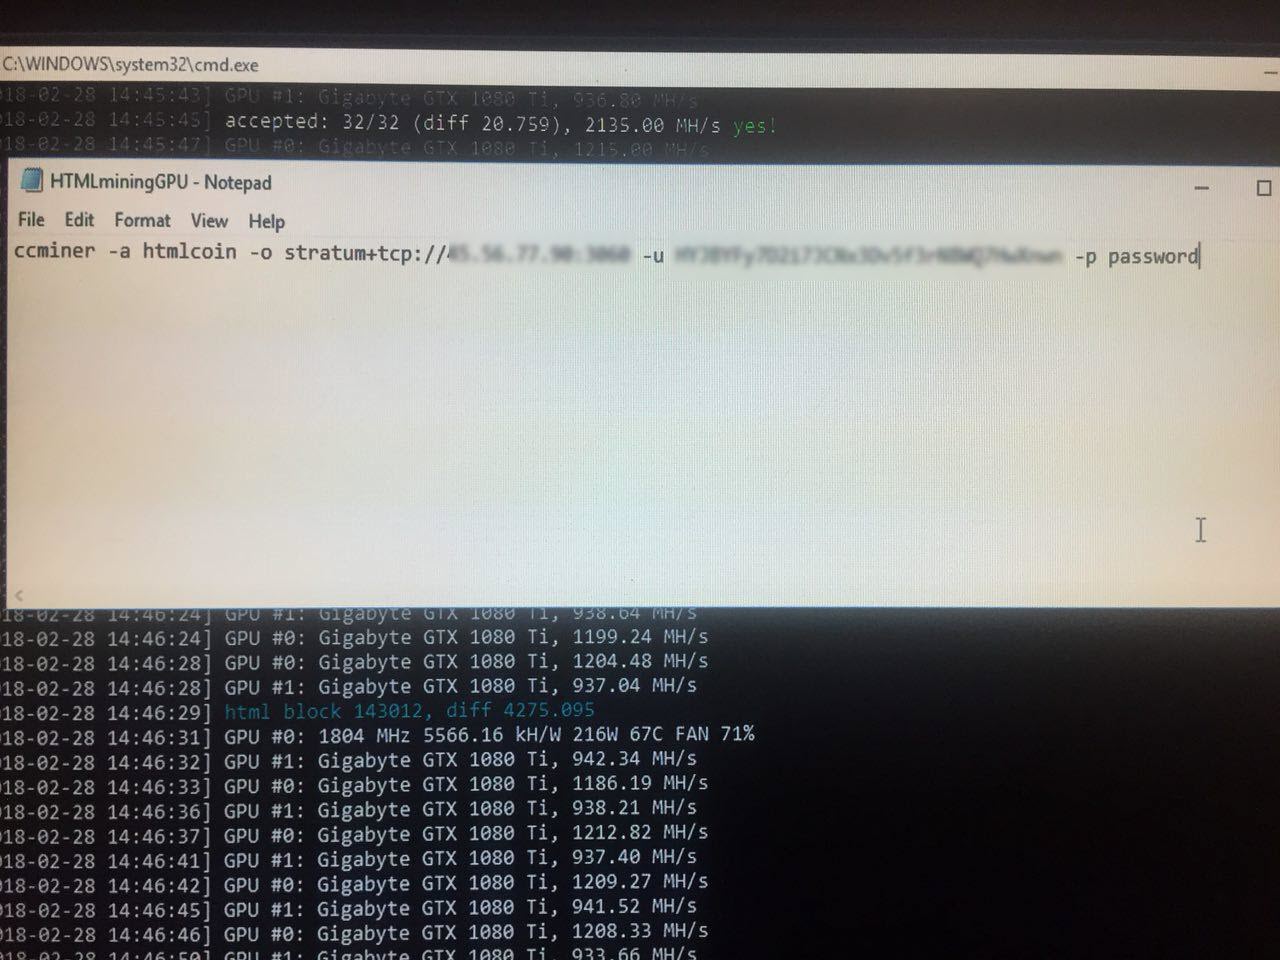 C:\WINDOWS\system32\cmd.exe
18-02-28 14:45:43] GPU #1: Gigabyte GTX 1080 Ti, 936.80 MH/s
018-02-28 14:45:45] accepted: 32/32 (diff 20.759), 2135.00 MH/s yes!
018-02-28 14:45:47] GPU #0: Gigabyte GTX 1080 Ti, 1215.00 MH/s
HTMLminingGPU - Notepad
File Edit Format View Help
ccminer -a htmlcoin -o stratum+tcp:// -u -p password
18-02-28 14:46:24] GPU #1: Gigabyte GTX 1080 Ti, 938.64 MH/s
018-02-28 14:46:24] GPU #0: Gigabyte GTX 1080 Ti, 1199.24 MH/s
018-02-28 14:46:28] GPU #0: Gigabyte GTX 1080 Ti, 1204.48 MH/s
018-02-28 14:46:28] GPU #1: Gigabyte GTX 1080 Ti, 937.04 MH/s
018-02-28 14:46:29] html block 143012, diff 4275.095
018-02-28 14:46:31] GPU #0: 1804 MHz 5566.16 kH/W 216W 67C FAN 71%
018-02-28 14:46:32] GPU #1: Gigabyte GTX 1080 Ti, 942.34 MH/s
018-02-28 14:46:33] GPU #0: Gigabyte GTX 1080 Ti, 1186.19 MH/s
018-02-28 14:46:36] GPU #1: Gigabyte GTX 1080 Ti, 938.21 MH/s
018-02-28 14:46:37] GPU #0: Gigabyte GTX 1080 Ti, 1212.82 MH/s
018-02-28 14:46:41] GPU #1: Gigabyte GTX 1080 Ti, 937.40 MH/s
018-02-28 14:46:42] GPU #0: Gigabyte GTX 1080 Ti, 1209.27 MH/s
018-02-28 14:46:45] GPU #1: Gigabyte GTX 1080 Ti, 941.52 MH/s
018-02-28 14:46:46] GPU #0: Gigabyte GTX 1080 Ti, 1208.33 MH/s
018-02-28 14:46:50] GPU #1: Gigabyte GTX 1080 Ti, 933.66 MH/s